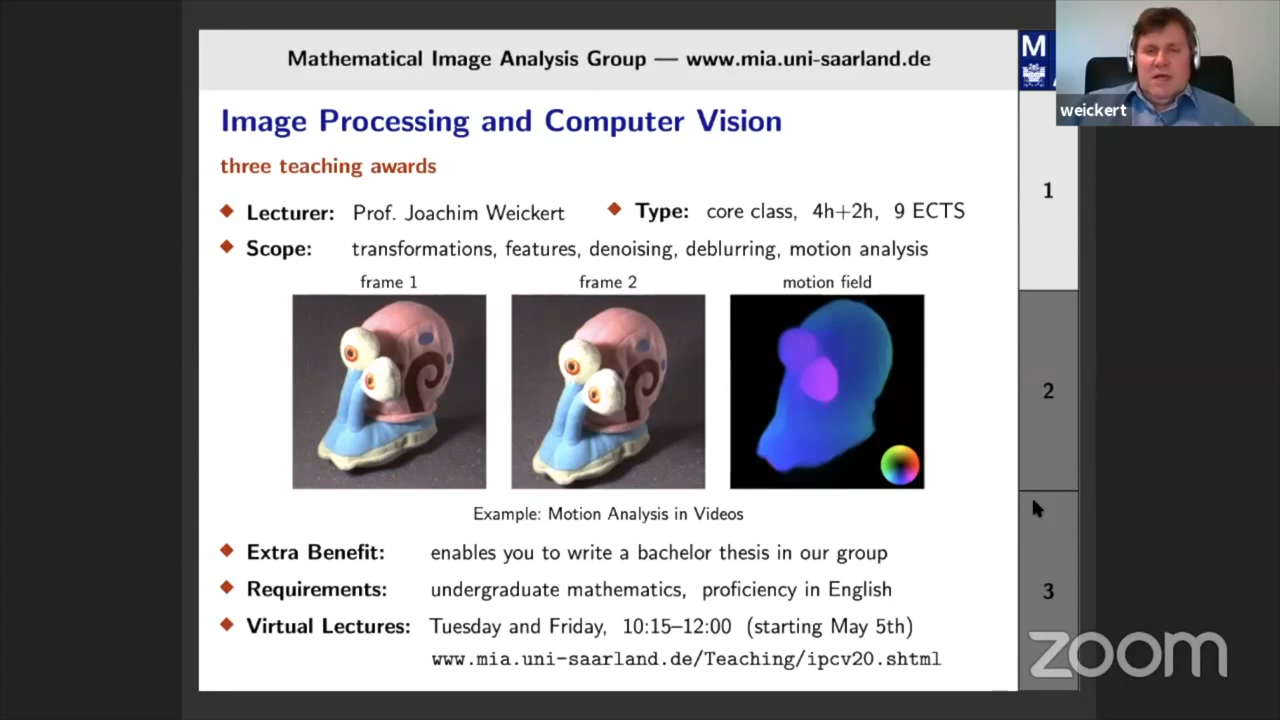 Mathematical Image Analysis Group — www.mia.uni-saarland.de
M
weickert
Image Processing and Computer Vision
three teaching awards
Lecturer: Prof. Joachim Weickert
Type: core class, 4h+2h, 9 ECTS
Scope: transformations, features, denoising, deblurring, motion analysis
frame 1
frame 2
motion field
Example: Motion Analysis in Videos
Extra Benefit: enables you to write a bachelor thesis in our group
Requirements: undergraduate mathematics, proficiency in English
Virtual Lectures: Tuesday and Friday, 10:15–12:00 (starting May 5th)
www.mia.uni-saarland.de/Teaching/ipcv20.shtml
1
2
3
zoom